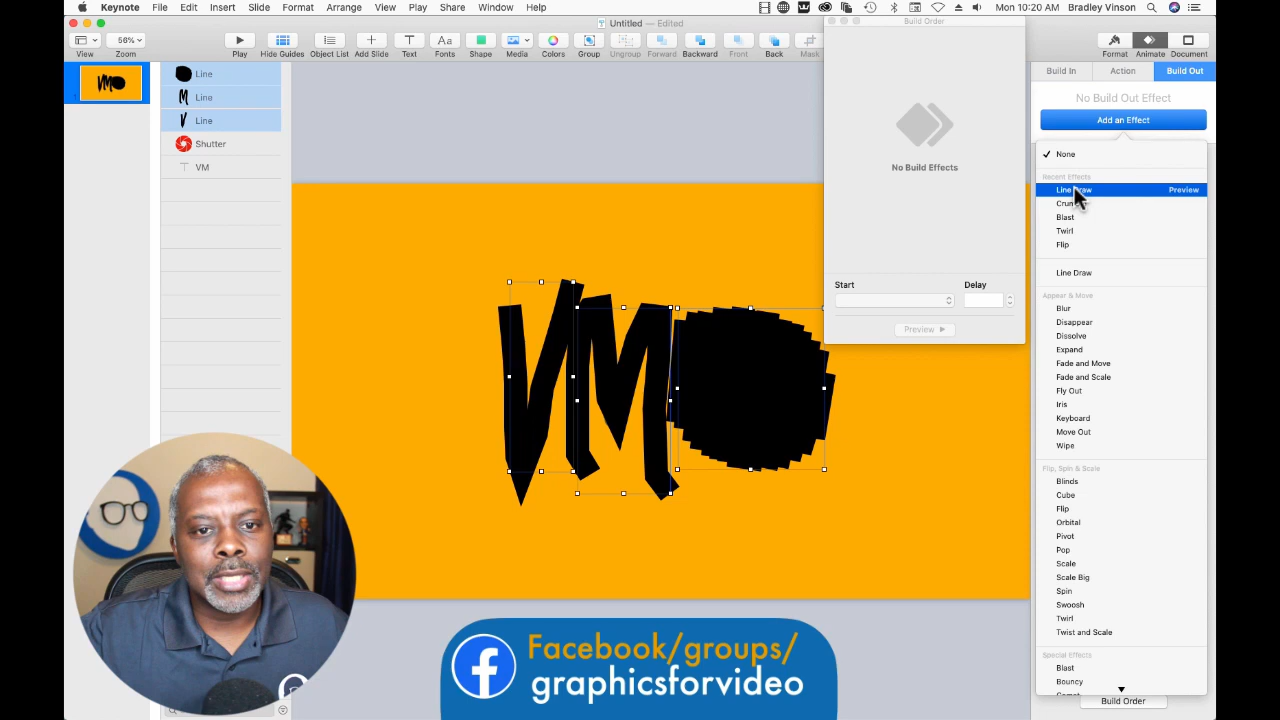 Keynote File Edit Insert Slide Format Arrange View Play Share Window Help
Mon 10:20 AM Bradley Vinson
Untitled — Edited
Build Order
56%
View Zoom Play Hide Guides Object List Add Slide Text Shape Media Colors Group Ungroup Forward Backward Front Back Mask
Format Animate Document
Line
Line
Line
Shutter
VM
VM
No Build Effects
Start Delay
Preview
Build In Action Build Out
No Build Out Effect
Add an Effect
None
Recent Effects
Line Draw Preview
Blast
Twirl
Flip
Line Draw
Appear & Move
Blur
Disappear
Dissolve
Expand
Fade and Move
Fade and Scale
Fly Out
Iris
Keyboard
Move Out
Wipe
Flip, Spin & Scale
Blinds
Cube
Flip
Orbital
Pivot
Pop
Scale
Scale Big
Spin
Swoosh
Twirl
Twist and Scale
Special Effects
Blast
Bouncy
Build Order
Facebook/groups/
graphicsforvideo